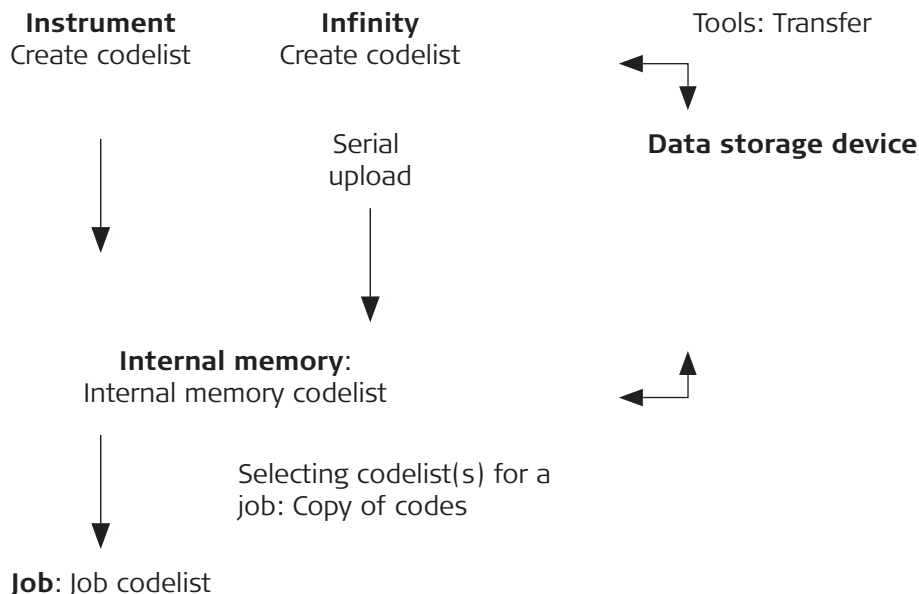 Instrument
Create codelist
Infinity
Create codelist
Tools: Transfer
Serial
upload
Data storage device
Internal memory:
Internal memory codelist
Selecting codelist(s) for a
job: Copy of codes
Job: Job codelist